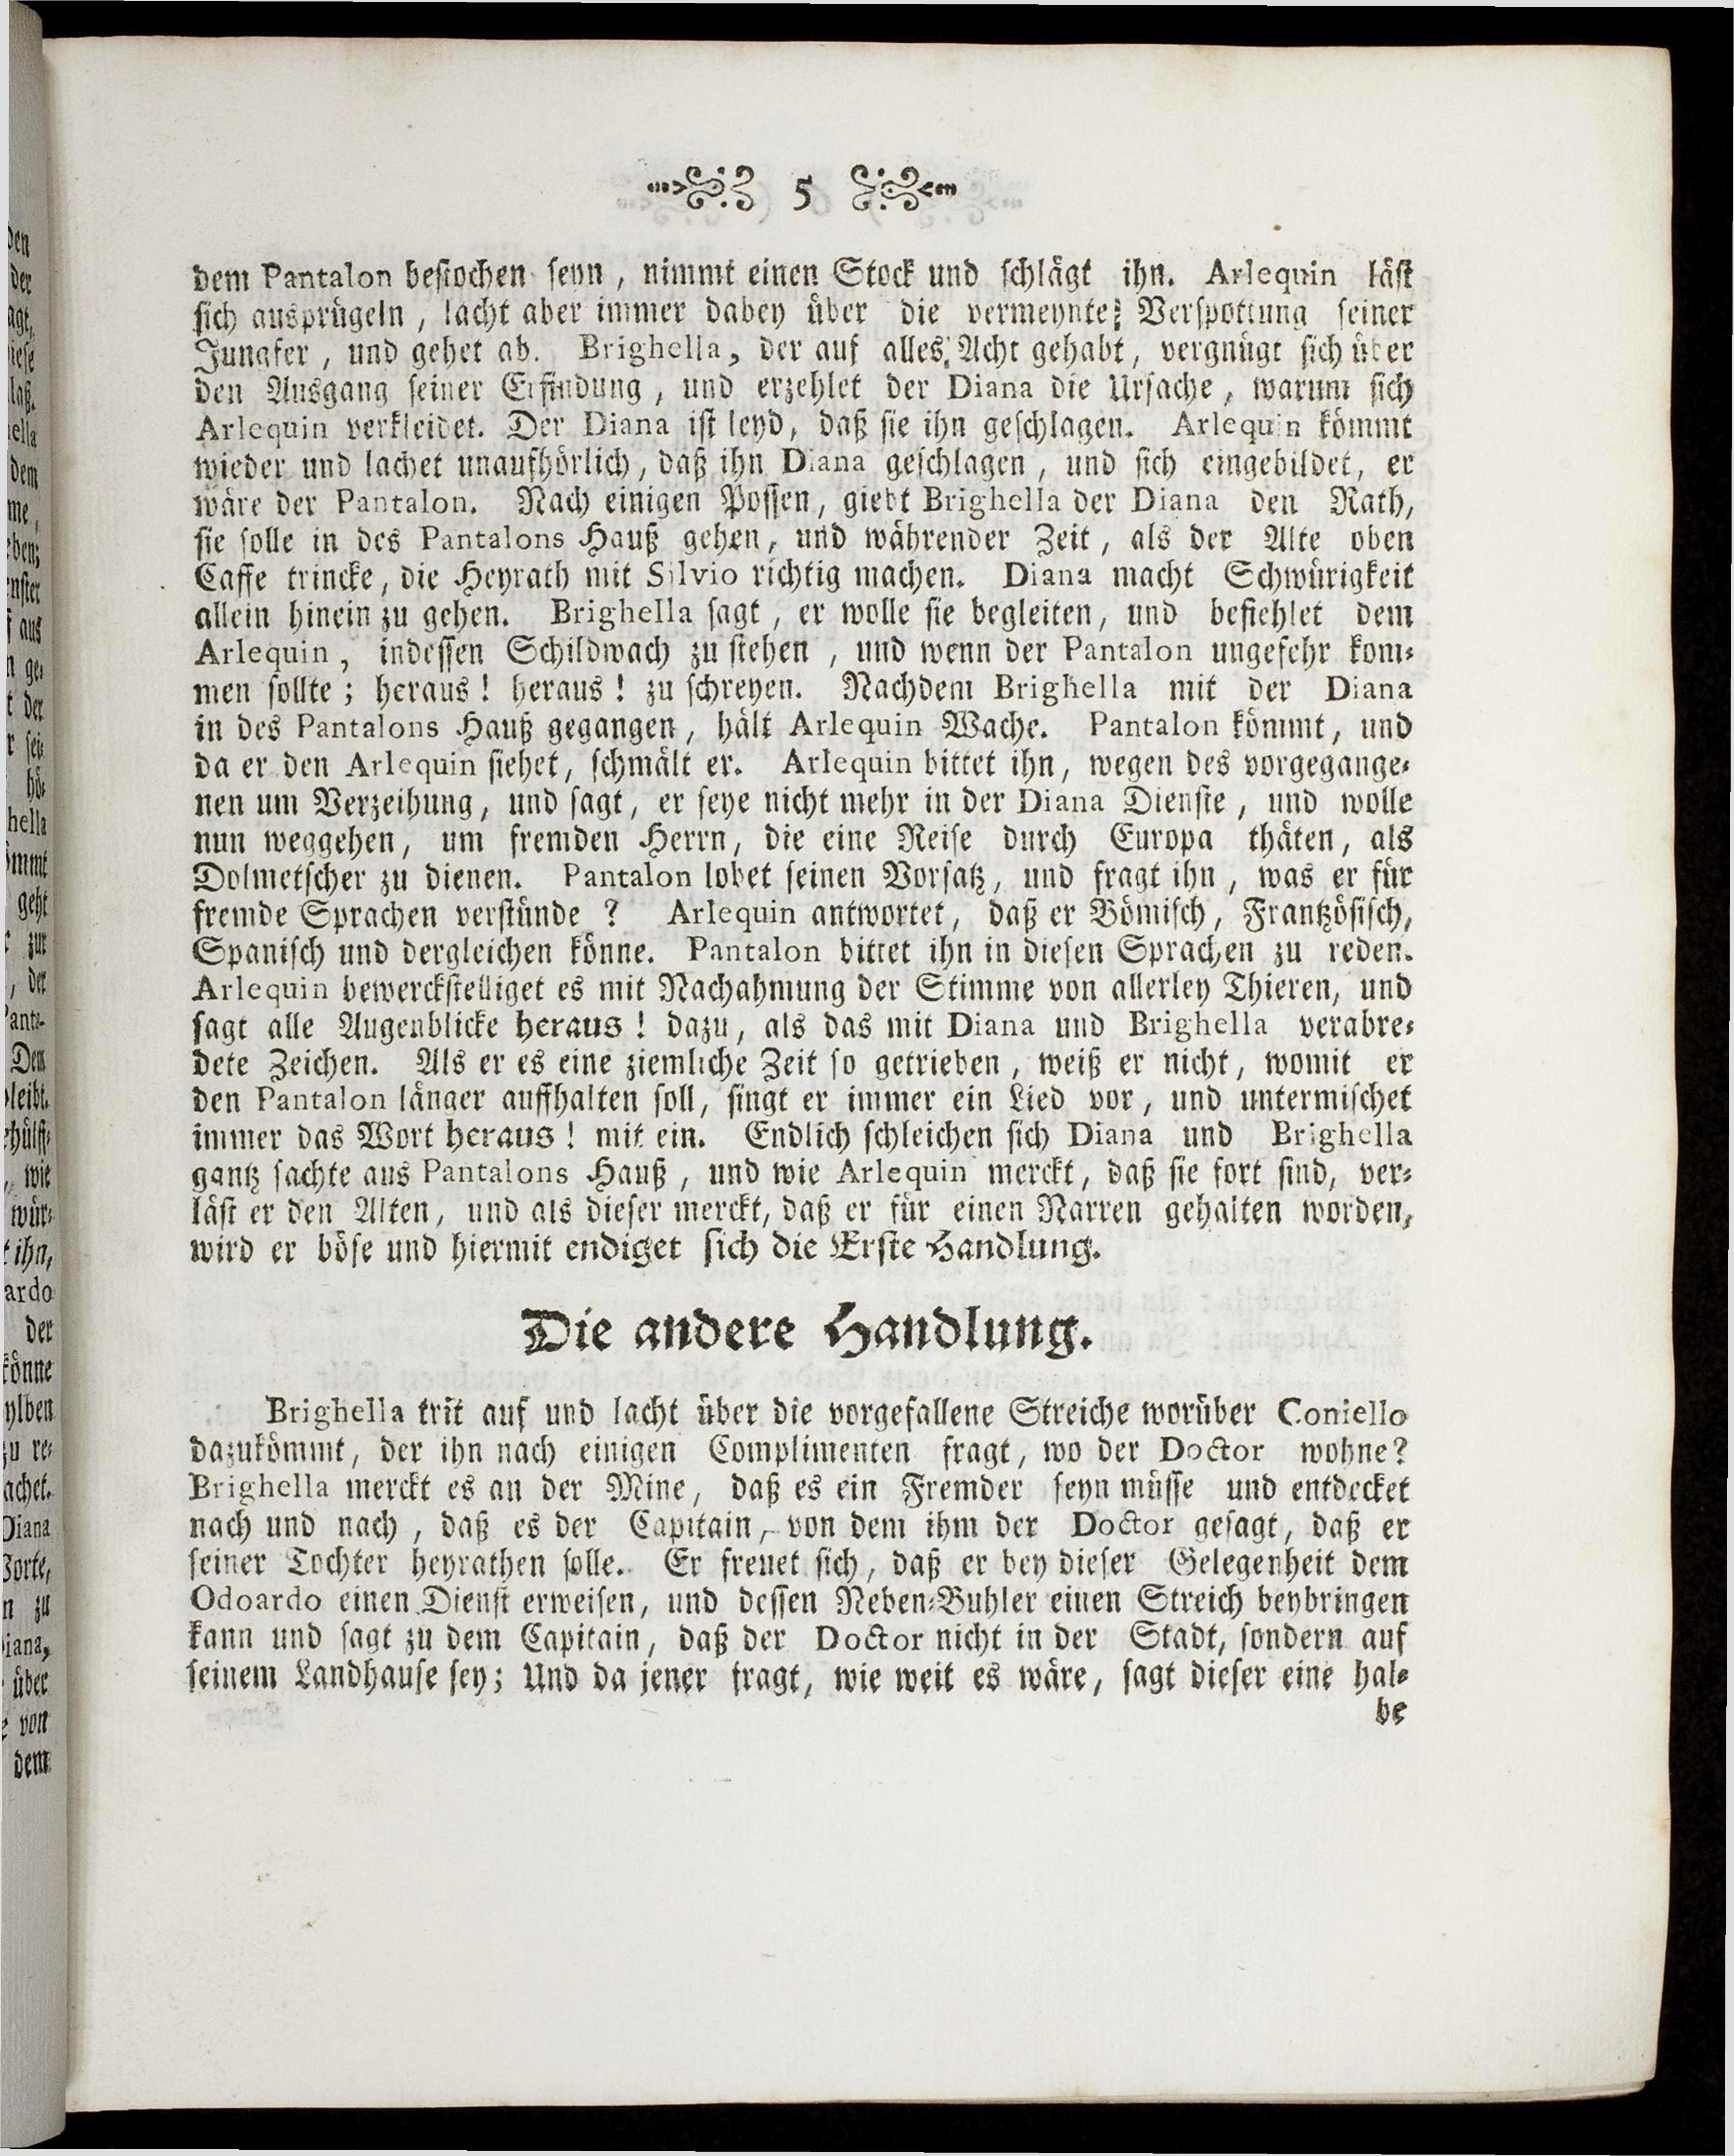 5
dem Pantalon bestochen seyn, nimmt einen Stock und schlägt ihn. Arlequin läst
sich ausprügeln, lacht aber immer dabey über die vermeynte Verspottung seiner
Jungfer, und gehet ab. Brighella, der auf alles Acht gehabt, vergnügt sich über
den Ausgang seiner Erfindung, und erzehlet der Diana die Ursache, warum sich
Arlequin verkleidet. Der Diana ist leyd, daß sie ihn geschlagen. Arlequin kömmt
wieder und lachet unaufhörlich, daß ihn Diana geschlagen, und sich eingebildet, er
wäre der Pantalon. Nach einigen Possen, giebt Brighella der Diana den Rath,
sie solle in des Pantalons Hauß gehen, und währender Zeit, als der Alte oben
Caffe trincke, die Heyrath mit Silvio richtig machen. Diana macht Schwürigkeit
allein hinein zu gehen. Brighella sagt, er wolle sie begleiten, und befiehlet dem
Arlequin, indessen Schildwach zu stehen, und wenn der Pantalon ungefehr kom-
men sollte; heraus! heraus! zu schreyen. Nachdem Brighella mit der Diana
in des Pantalons Hauß gegangen, hält Arlequin Wache. Pantalon kömmt, und
da er den Arlequin siehet, schmält er. Arlequin bittet ihn, wegen des vorgegange-
nen um Verzeihung, und sagt, er seye nicht mehr in der Diana Dienste, und wolle
nun weggehen, um fremden Herrn, die eine Reise durch Europa thäten, als
Dolmetscher zu dienen. Pantalon lobet seinen Vorsatz, und fragt ihn, was er für
fremde Sprachen verstünde? Arlequin antwortet, daß er Bömisch, Frantzösisch,
Spanisch und dergleichen könne. Pantalon bittet ihn in diesen Sprachen zu reden.
Arlequin bewerckstelliget es mit Nachahmung der Stimme von allerley Thieren, und
sagt alle Augenblicke heraus! dazu, als das mit Diana und Brighella verabre-
dete Zeichen. Als er es eine ziemliche Zeit so getrieben, weiß er nicht, womit er
den Pantalon länger auffhalten soll, singt er immer ein Lied vor, und untermischet
immer das Wort heraus! mit ein. Endlich schleichen sich Diana und Brighella
gantz sachte aus Pantalons Hauß, und wie Arlequin merckt, daß sie fort sind, ver-
läst er den Alten, und als dieser merckt, daß er für einen Narren gehalten worden,
wird er böse und hiermit endiget sich die Erste Handlung.
Die andere Handlung.
Brighella trit auf und lacht über die vorgefallene Streiche worüber Coniello
dazukömmt, der ihn nach einigen Complimenten fragt, wo der Doctor wohne?
Brighella merckt es an der Mine, daß es ein Fremder seyn müsse und entdecket
nach und nach, daß es der Capitain, von dem ihm der Doctor gesagt, daß er
seiner Tochter heyrathen solle. Er freuet sich, daß er bey dieser Gelegenheit dem
Odoardo einen Dienst erweisen, und dessen Neben-Buhler einen Streich beybringen
kann und sagt zu dem Capitain, daß der Doctor nicht in der Stadt, sondern auf
seinem Landhause sey; Und da jener fragt, wie weit es wäre, sagt dieser eine hal-
be